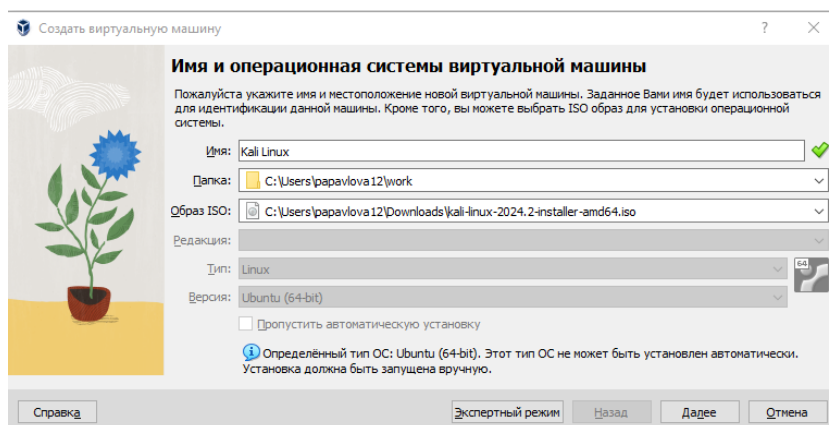 Создать виртуальную машину
Имя и операционная системы виртуальной машины
Пожалуйста укажите имя и местоположение новой виртуальной машины. Заданное Вами имя будет использоваться
для идентификации данной машины. Кроме того, вы можете выбрать ISO образ для установки операционной
системы.
Имя: Kali Linux
Папка: C:\Users\papavlova12\work
Образ ISO: C:\Users\papavlova12\Downloads\kali-linux-2024.2-installer-amd64.iso
Редакция:
Тип: Linux
64
Версия: Ubuntu (64-bit)
Пропустить автоматическую установку
Определённый тип ОС: Ubuntu (64-bit). Этот тип ОС не может быть установлен автоматически.
Установка должна быть запущена вручную.
Справка Экспертный режим Назад Далее Отмена